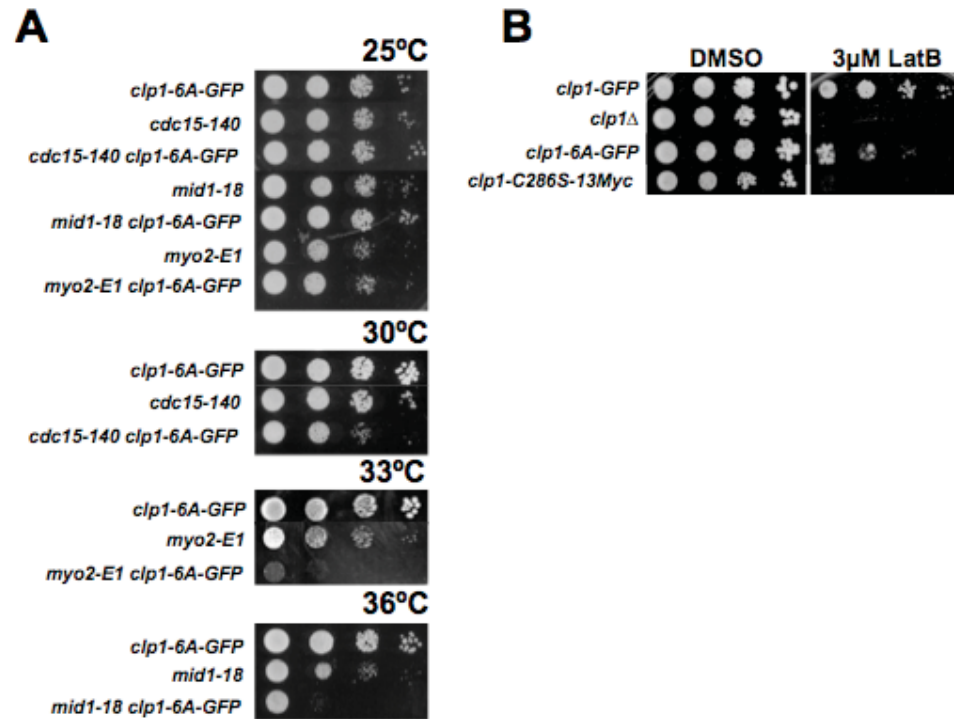 A
25ºC
clp1-6A-GFP
cdc15-140
cdc15-140 clp1-6A-GFP
mid1-18
mid1-18 clp1-6A-GFP
myo2-E1
myo2-E1 clp1-6A-GFP
30ºC
clp1-6A-GFP
cdc15-140
cdc15-140 clp1-6A-GFP
33ºC
clp1-6A-GFP
myo2-E1
myo2-E1 clp1-6A-GFP
36ºC
clp1-6A-GFP
mid1-18
mid1-18 clp1-6A-GFP
B
DMSO 3µM LatB
clp1-GFP
clp1Δ
clp1-6A-GFP
clp1-C286S-13Myc